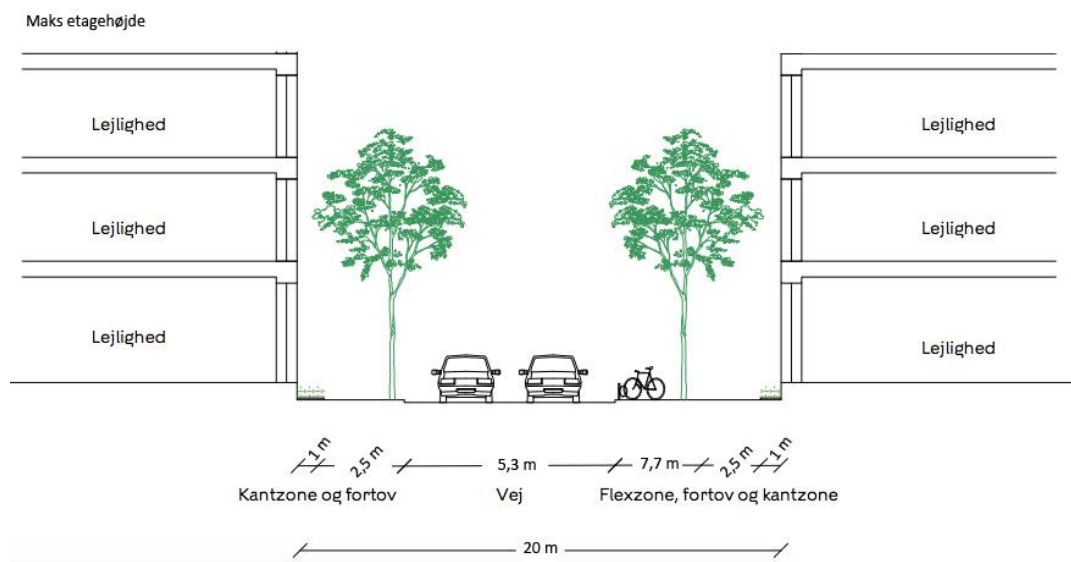 Maks etagehøjde
Lejlighed
Lejlighed
Lejlighed
Lejlighed
Lejlighed
Lejlighed
1 m
2,5 m
5,3 m
7,7 m
2,5 m
1 m
Kantzone og fortov
Vej
Flexzone, fortov og kantzone
20 m